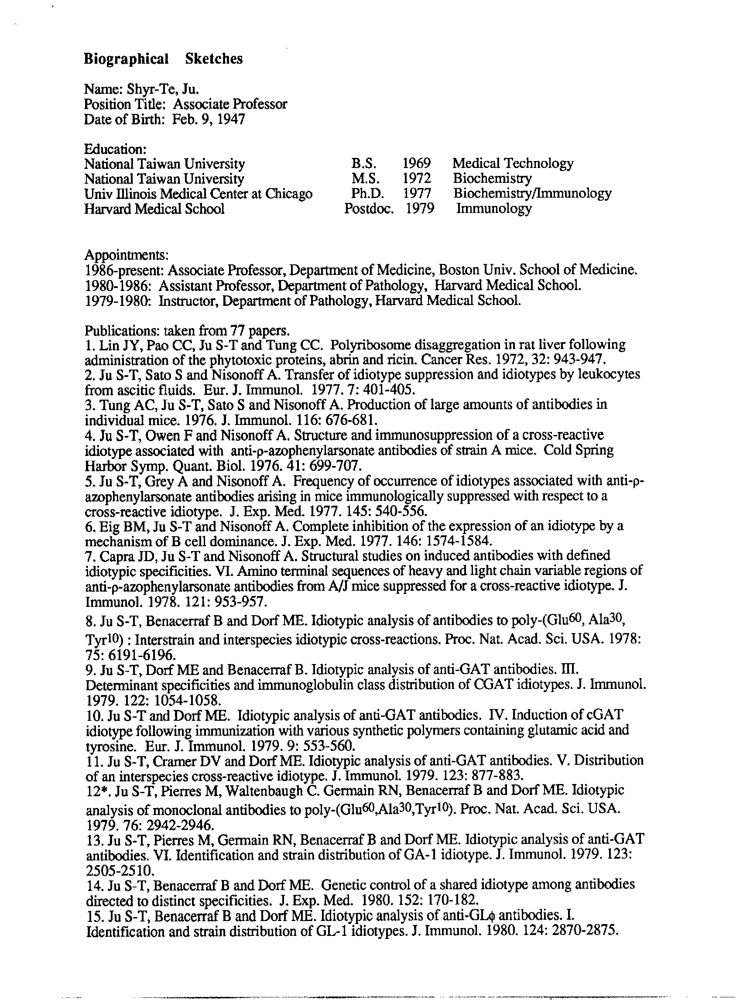 Biographical Sketches
Name: Shyr-Te, Ju.
Position Title: Associate Professor
Date of Birth: Feb. 9, 1947
Education:
National Taiwan University B.S. 1969 Medical Technology
National Taiwan University M.S. 1972 Biochemistry
Univ Illinois Medical Center at Chicago Ph.D. 1977 Biochemistry/Immunology
Harvard Medical School Postdoc. 1979 Immunology
Appointments:
1986-present: Associate Professor, Department of Medicine, Boston Univ. School of Medicine.
1980-1986: Assistant Professor, Department of Pathology, Harvard Medical School.
1979-1980: Instructor, Department of Pathology, Harvard Medical School.
Publications: taken from 77 papers.
1. Lin JY, Pao CC, Ju S-T and Tung CC. Polyribosome disaggregation in rat liver following
administration of the phytotoxic proteins, abrin and ricin. Cancer Res. 1972, 32: 943-947.
2. Ju S-T, Sato S and Nisonoff A. Transfer of idiotype suppression and idiotypes by leukocytes
from ascitic fluids. Eur. J. Immunol. 1977. 7: 401-405.
3. Tung AC, Ju S-T, Sato S and Nisonoff A. Production of large amounts of antibodies in
individual mice. 1976. J. Immunol. 116: 676-681.
4. Ju S-T, Owen F and Nisonoff A. Structure and immunosuppression of a cross-reactive
idiotype associated with anti-ρ-azophenylarsonate antibodies of strain A mice. Cold Spring
Harbor Symp. Quant. Biol. 1976. 41: 699-707.
5. Ju S-T, Grey A and Nisonoff A. Frequency of occurrence of idiotypes associated with anti-ρ-
azophenylarsonate antibodies arising in mice immunologically suppressed with respect to a
cross-reactive idiotype. J. Exp. Med. 1977. 145: 540-556.
6. Eig BM, Ju S-T and Nisonoff A. Complete inhibition of the expression of an idiotype by a
mechanism of B cell dominance. J. Exp. Med. 1977. 146: 1574-1584.
7. Capra JD, Ju S-T and Nisonoff A. Structural studies on induced antibodies with defined
idiotypic specificities. VI. Amino terminal sequences of heavy and light chain variable regions of
anti-ρ-azophenylarsonate antibodies from A/J mice suppressed for a cross-reactive idiotype. J.
Immunol. 1978. 121: 953-957.
8. Ju S-T, Benacerraf B and Dorf ME. Idiotypic analysis of antibodies to poly-(Glu60, Ala30,
Tyr10) : Interstrain and interspecies idiotypic cross-reactions. Proc. Nat. Acad. Sci. USA. 1978:
75: 6191-6196.
9. Ju S-T, Dorf ME and Benacerraf B. Idiotypic analysis of anti-GAT antibodies. III.
Determinant specificities and immunoglobulin class distribution of CGAT idiotypes. J. Immunol.
1979. 122: 1054-1058.
10. Ju S-T and Dorf ME. Idiotypic analysis of anti-GAT antibodies. IV. Induction of cGAT
idiotype following immunization with various synthetic polymers containing glutamic acid and
tyrosine. Eur. J. Immunol. 1979. 9: 553-560.
11. Ju S-T, Cramer DV and Dorf ME. Idiotypic analysis of anti-GAT antibodies. V. Distribution
of an interspecies cross-reactive idiotype. J. Immunol. 1979. 123: 877-883.
12*. Ju S-T, Pierres M, Waltenbaugh C. Germain RN, Benacerraf B and Dorf ME. Idiotypic
analysis of monoclonal antibodies to poly-(Glu60,Ala30,Tyr10). Proc. Nat. Acad. Sci. USA.
1979. 76: 2942-2946.
13. Ju S-T, Pierres M, Germain RN, Benacerraf B and Dorf ME. Idiotypic analysis of anti-GAT
antibodies. VI. Identification and strain distribution of GA-1 idiotype. J. Immunol. 1979. 123:
2505-2510.
14. Ju S-T, Benacerraf B and Dorf ME. Genetic control of a shared idiotype among antibodies
directed to distinct specificities. J. Exp. Med. 1980. 152: 170-182.
15. Ju S-T, Benacerraf B and Dorf ME. Idiotypic analysis of anti-GLφ antibodies. I.
Identification and strain distribution of GL-1 idiotypes. J. Immunol. 1980. 124: 2870-2875.